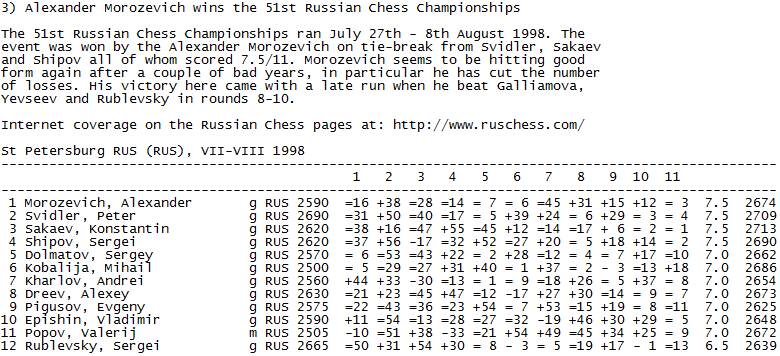 3) Alexander Morozevich wins the 51st Russian Chess Championships
The 51st Russian Chess Championships ran July 27th - 8th August 1998. The
event was won by the Alexander Morozevich on tie-break from Svidler, Sakaev
and Shipov all of whom scored 7.5/11. Morozevich seems to be hitting good
form again after a couple of bad years, in particular he has cut the number
of losses. His victory here came with a late run when he beat Galliamova,
Yevseev and Rublevsky in rounds 8-10.
Internet coverage on the Russian Chess pages at: http://www.ruschess.com/
St Petersburg RUS (RUS), VII-VIII 1998
--------------------------------------------------------------------------------------------------
1 2 3 4 5 6 7 8 9 10 11
--------------------------------------------------------------------------------------------------
1 Morozevich, Alexander g RUS 2590 =16 +38 =28 =14 = 7 = 6 =45 +31 +15 +12 = 3 7.5 2674
2 Svidler, Peter g RUS 2690 =31 +50 =40 =17 = 5 +39 +24 = 6 +29 = 3 = 4 7.5 2709
3 Sakaev, Konstantin g RUS 2620 =38 +16 =47 +55 =45 +12 =14 =17 + 6 = 2 = 1 7.5 2713
4 Shipov, Sergei g RUS 2620 =37 +56 -17 =32 +52 =27 +20 = 5 +18 +14 = 2 7.5 2690
5 Dolmatov, Sergey g RUS 2570 = 6 =53 =43 +22 = 2 +28 =12 = 4 = 7 +17 =10 7.0 2662
6 Kobalija, Mihail g RUS 2500 = 5 =29 =27 +31 +40 = 1 +37 = 2 - 3 =13 +18 7.0 2686
7 Kharlov, Andrei g RUS 2560 +44 +33 -30 =13 = 1 = 9 =18 +26 = 5 +37 = 8 7.0 2654
8 Dreev, Alexey g RUS 2630 =21 +23 =45 +47 =12 -17 +27 +30 =14 = 9 = 7 7.0 2673
9 Pigusov, Evgeny g RUS 2575 =22 =43 =36 =23 +54 = 7 +53 =15 +19 = 8 =11 7.0 2625
10 Epishin, Vladimir g RUS 2590 +11 =54 =13 =28 =27 =32 -19 +46 +30 +29 = 5 7.0 2648
11 Popov, Valerij m RUS 2505 -10 =51 +38 -33 =21 +54 +49 =45 +34 +25 = 9 7.0 2672
12 Rublevsky, Sergei g RUS 2665 =50 +31 +54 +30 = 8 - 3 = 5 =19 +17 - 1 =13 6.5 2639